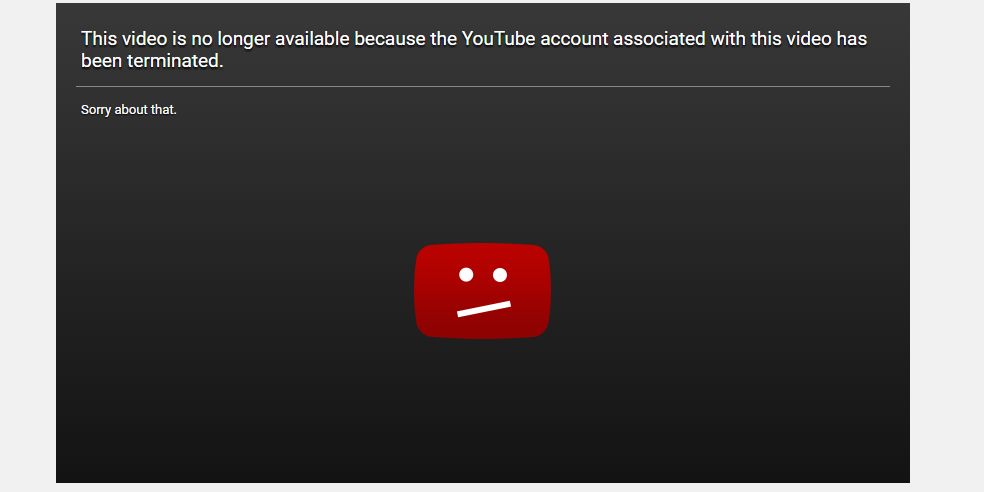 This video is no longer available because the YouTube account associated with this video has
been terminated.
Sorry about that.